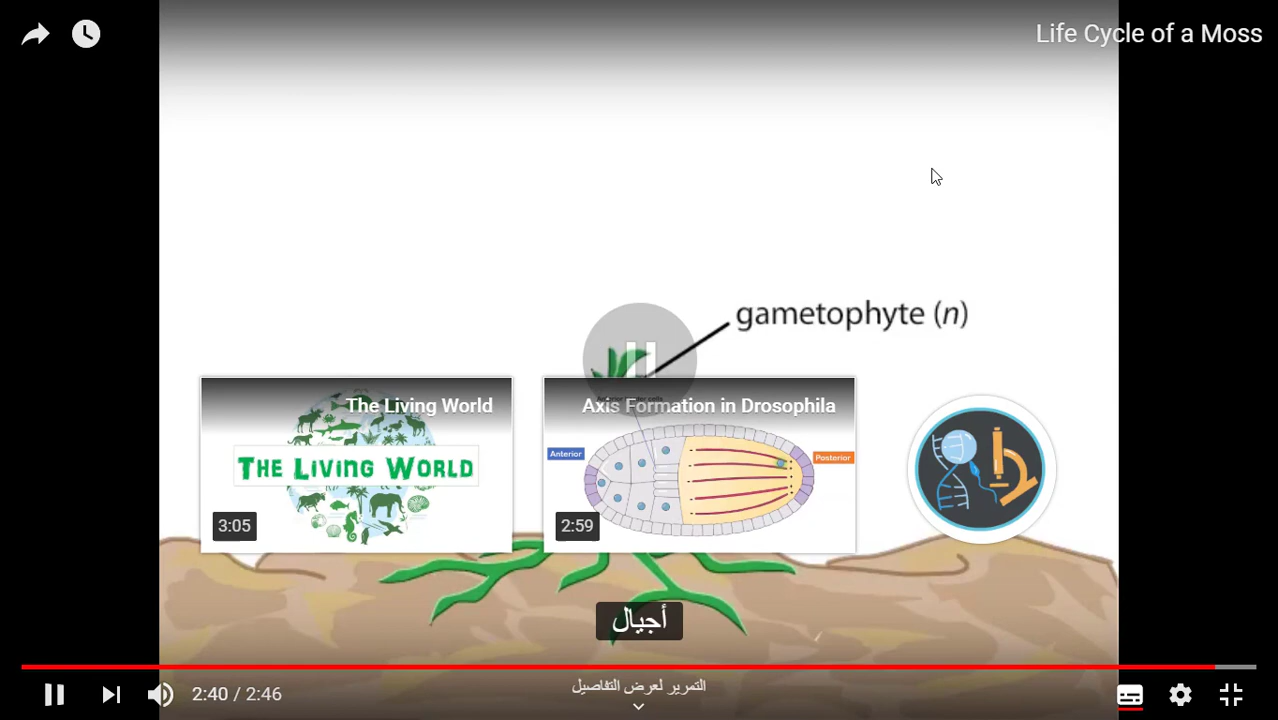 Life Cycle of a Moss
gametophyte (n)
The Living World
THE LIVING WORLD
3:05
Axis Formation in Drosophila
Anterior
Posterior
2:59
أجيال
2:40 / 2:46
التمرير لعرض التفاصيل